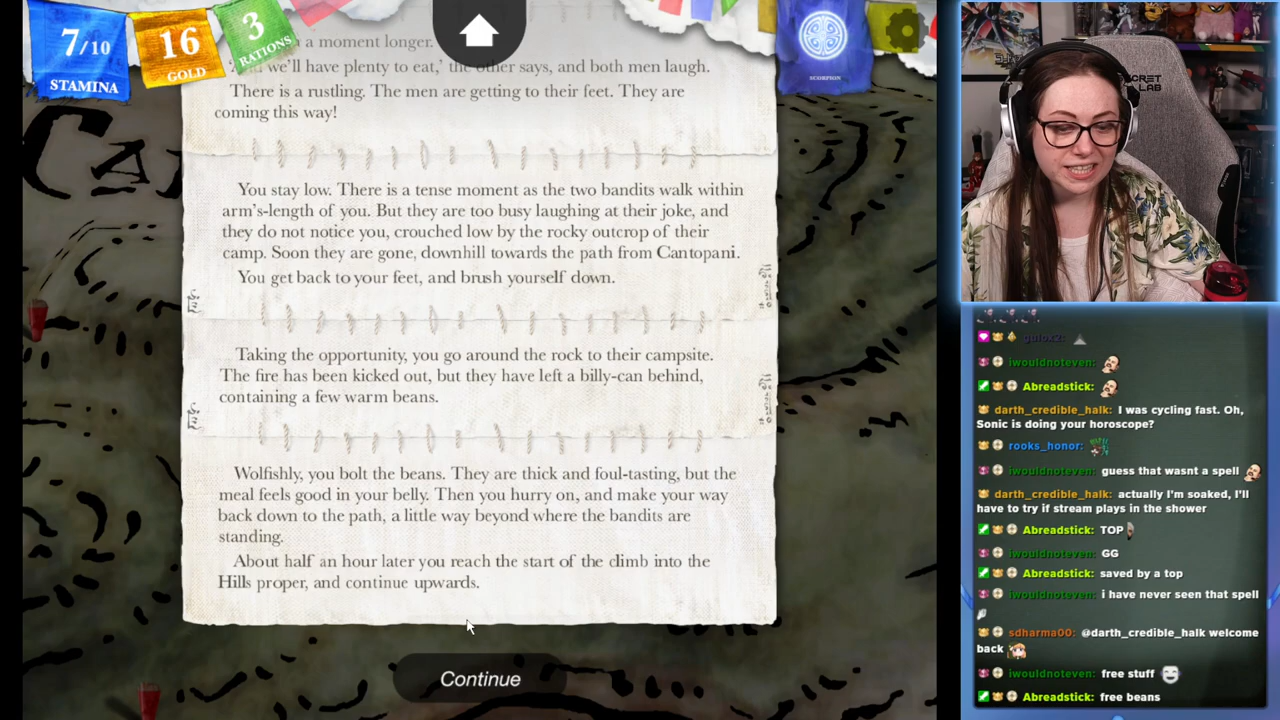 7/10
STAMINA
16
GOLD
3
RATIONS
SCORPION
a moment longer.
we'll have plenty to eat,' the other says, and both men laugh.
There is a rustling. The men are getting to their feet. They are
coming this way!
You stay low. There is a tense moment as the two bandits walk within
arm's-length of you. But they are too busy laughing at their joke, and
they do not notice you, crouched low by the rocky outcrop of their
camp. Soon they are gone, downhill towards the path from Cantopani.
You get back to your feet, and brush yourself down.
Taking the opportunity, you go around the rock to their campsite.
The fire has been kicked out, but they have left a billy-can behind,
containing a few warm beans.
Wolfishly, you bolt the beans. They are thick and foul-tasting, but the
meal feels good in your belly. Then you hurry on, and make your way
back down to the path, a little way beyond where the bandits are
standing.
About half an hour later you reach the start of the climb into the
Hills proper, and continue upwards.
Continue
CRET
LAB
guiox2:
iwouldnoteven:
Abreadstick:
darth_credible_halk: I was cycling fast. Oh,
Sonic is doing your horoscope?
rooks_honor:
iwouldnoteven: guess that wasnt a spell
darth_credible_halk: actually I'm soaked, I'll
have to try if stream plays in the shower
Abreadstick: TOP
iwouldnoteven: GG
Abreadstick: saved by a top
iwouldnoteven: i have never seen that spell
sdharma00: @darth_credible_halk welcome
back
iwouldnoteven: free stuff
Abreadstick: free beans